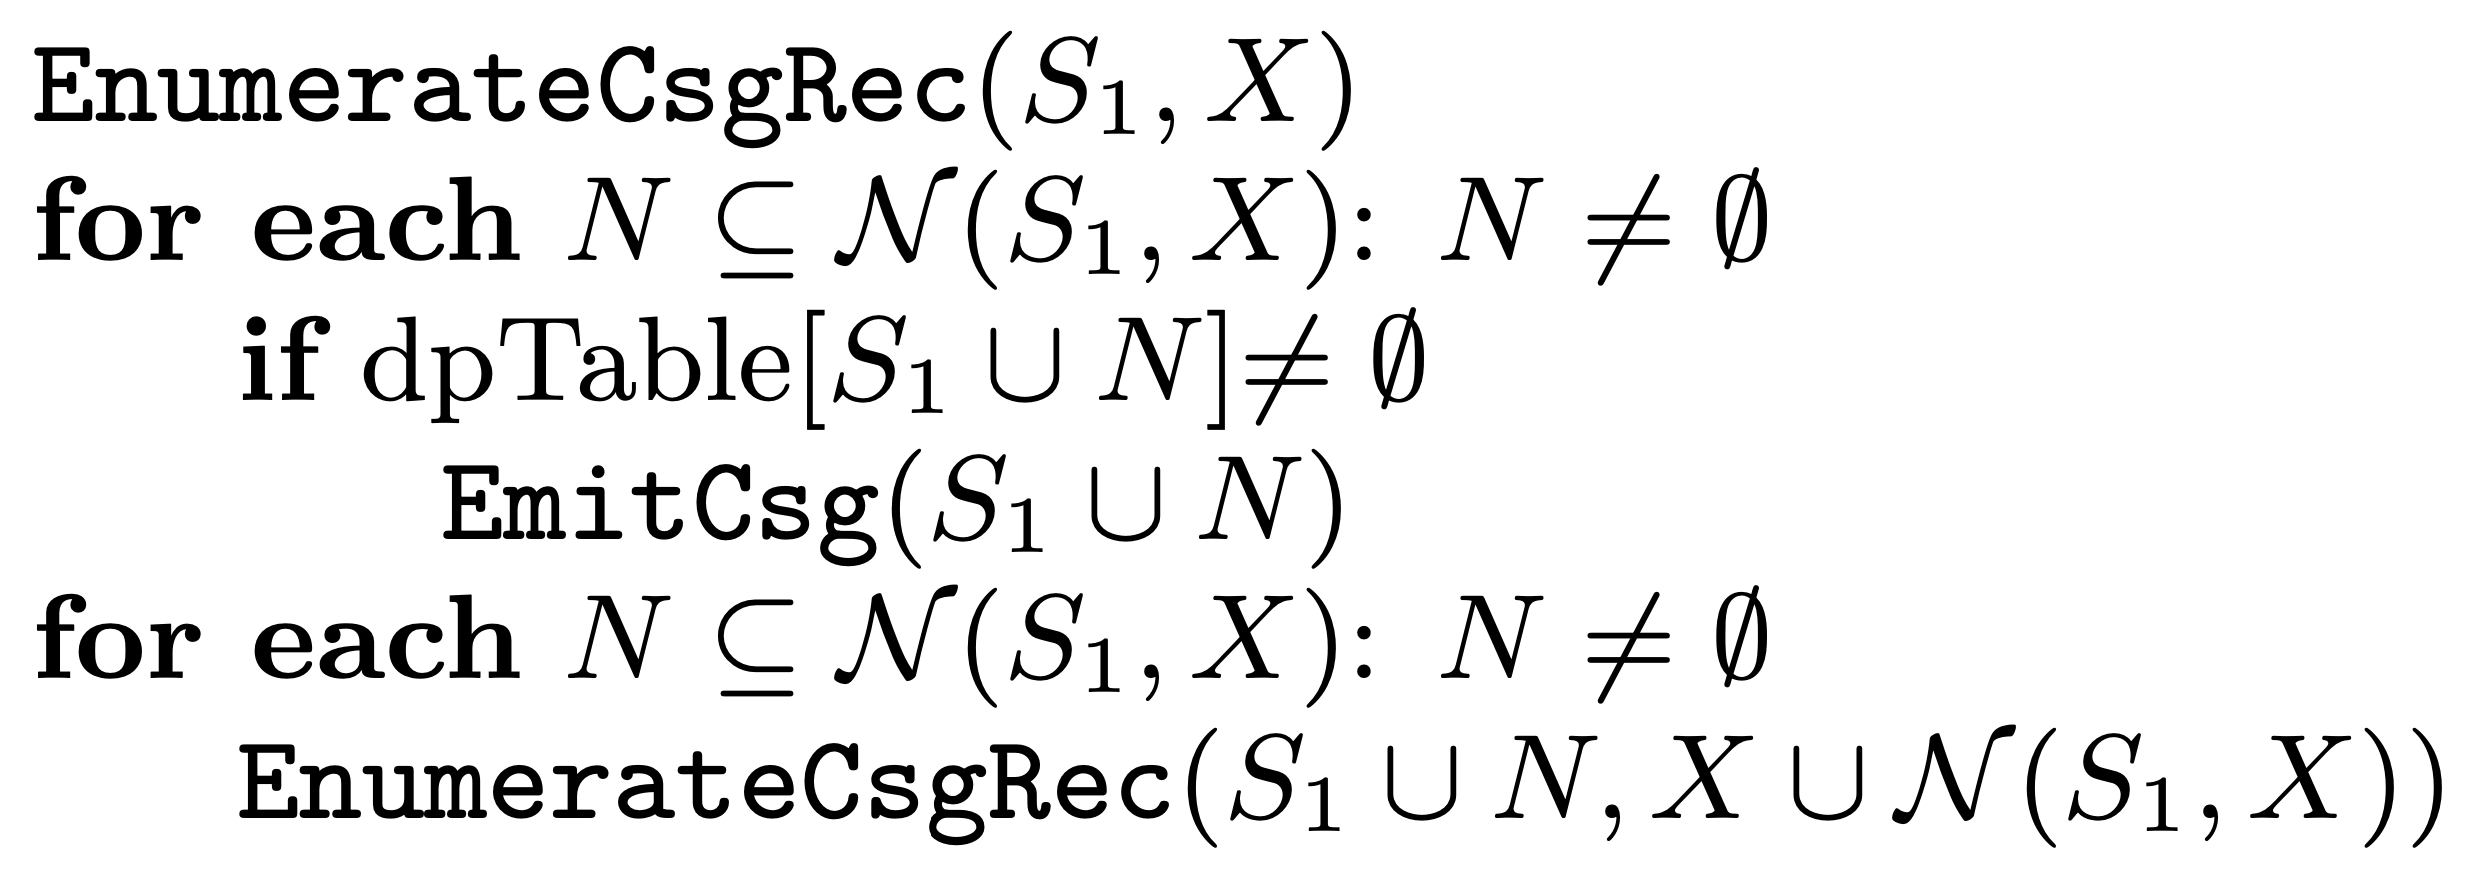 EnumerateCsgRec(S₁, X)
for each N ⊆ 𝒩(S₁, X): N ≠ ∅
if dpTable[S₁ ∪ N]≠ ∅
EmitCsg(S₁ ∪ N)
for each N ⊆ 𝒩(S₁, X): N ≠ ∅
EnumerateCsgRec(S₁ ∪ N, X ∪ 𝒩(S₁, X))